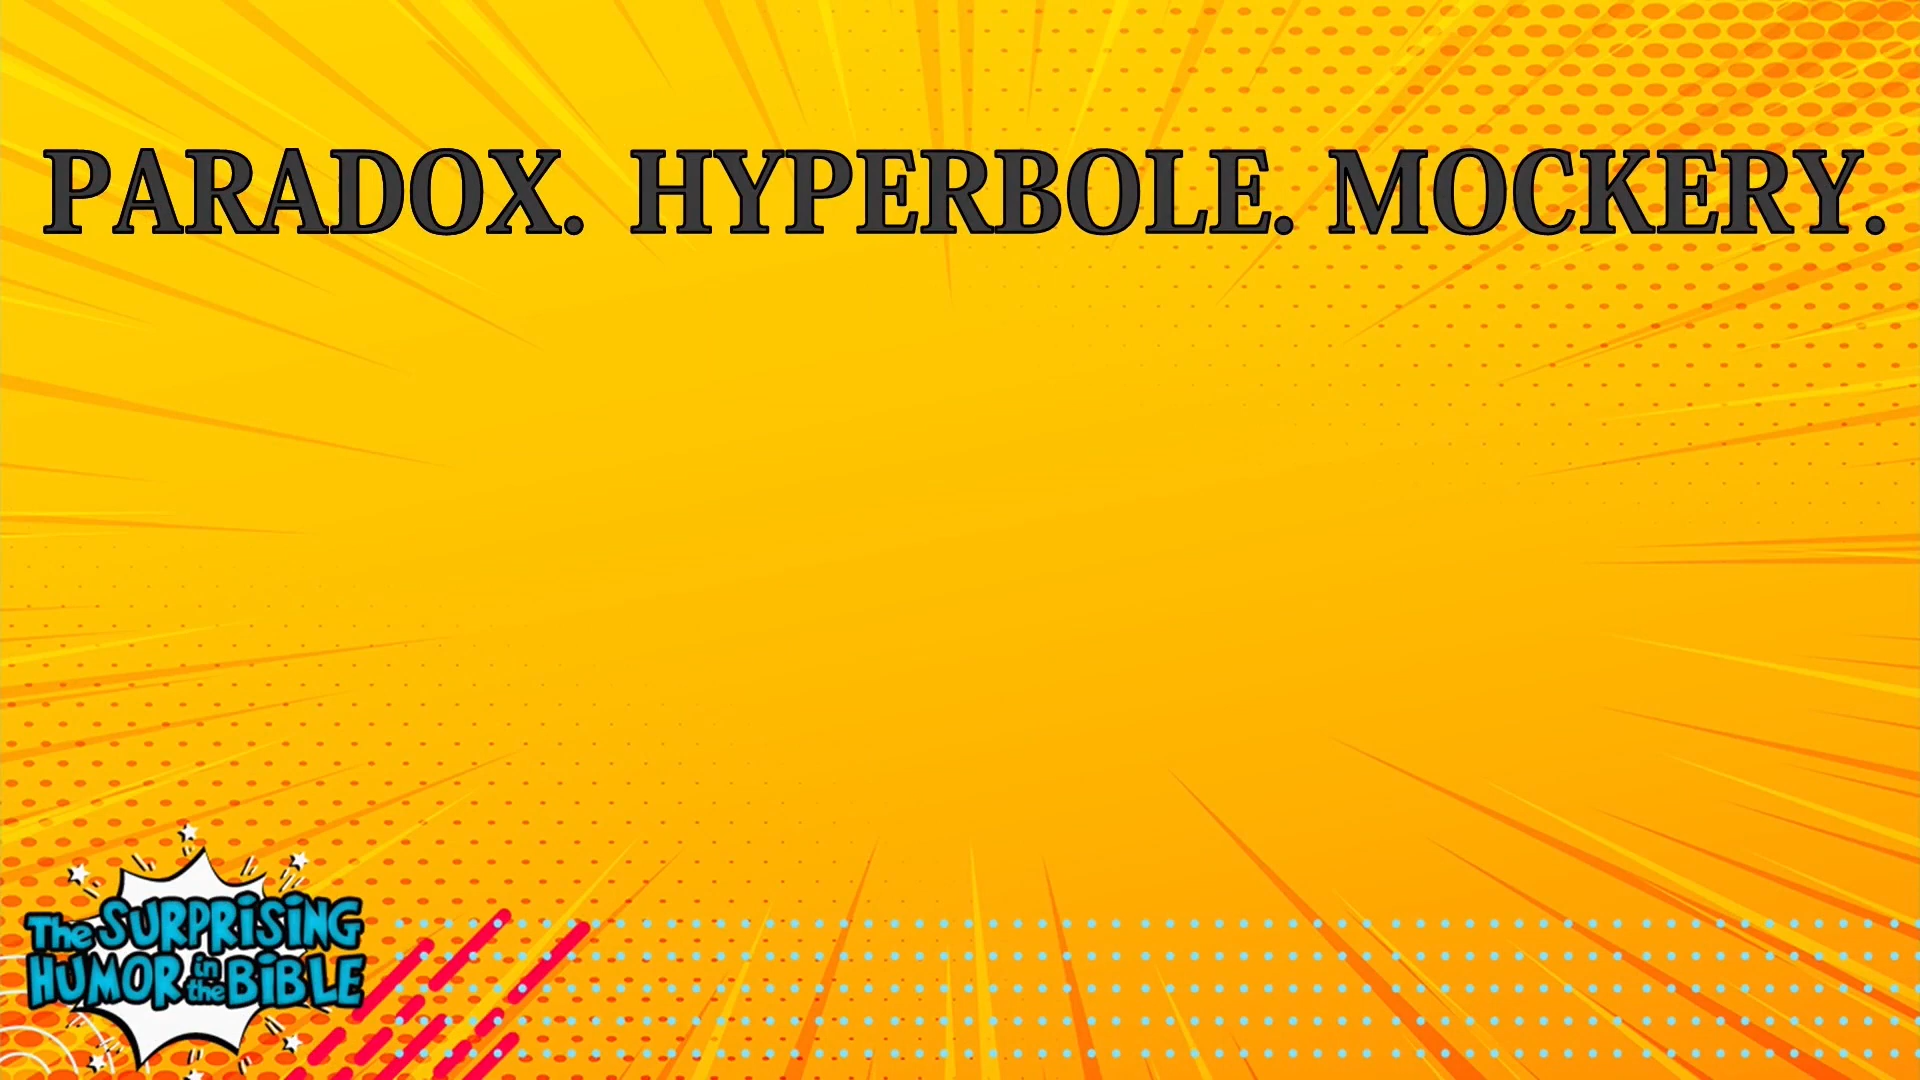 PARADOX. HYPERBOLE. MOCKERY.
The SURPRiSiNG
HUMOR in the BiBLE